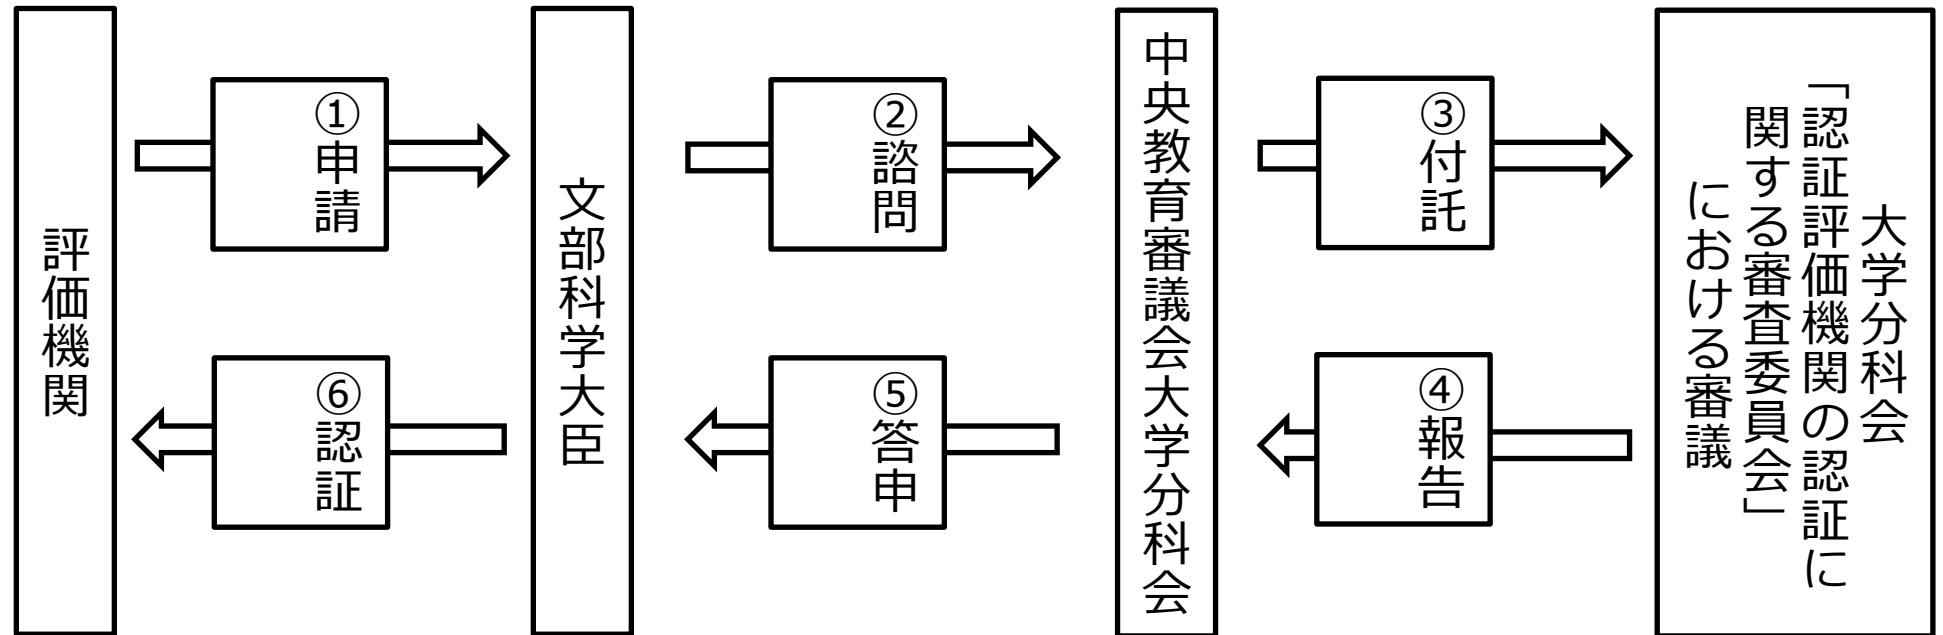 評価機関
①申請
⑥認証
文部科学大臣
②諮問
⑤答申
中央教育審議会大学分科会
③付託
④報告
大学分科会
「認証評価機関の認証に
関する審査委員会」
における審議